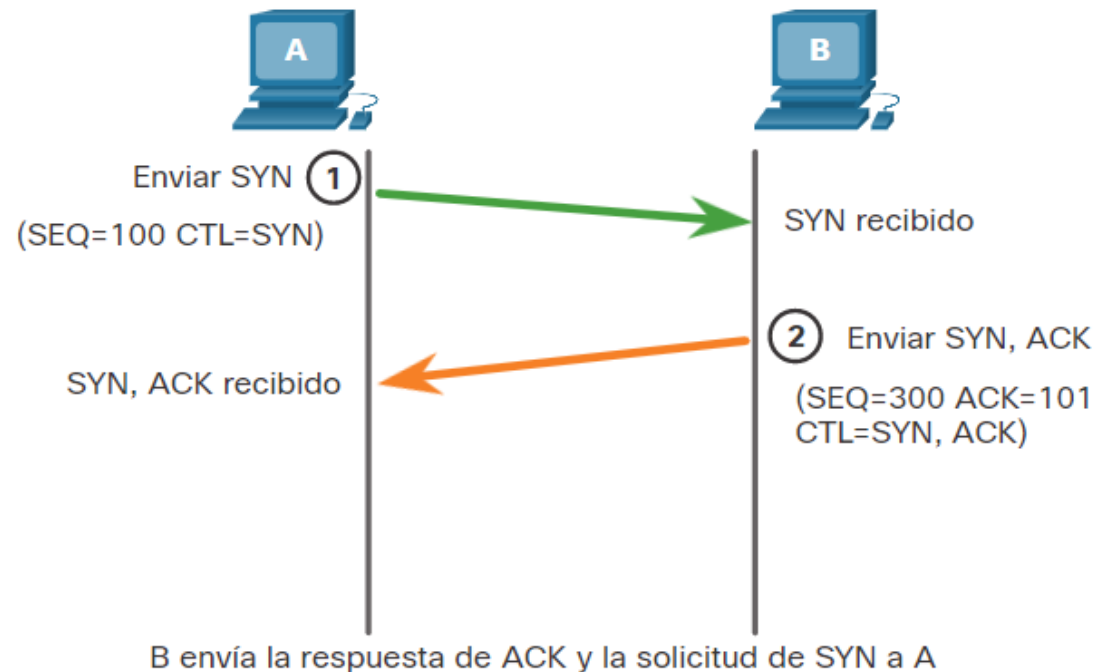 A
B
Enviar SYN 1
(SEQ=100 CTL=SYN)
SYN recibido
2 Enviar SYN, ACK
SYN, ACK recibido
(SEQ=300 ACK=101
CTL=SYN, ACK)
B envía la respuesta de ACK y la solicitud de SYN a A